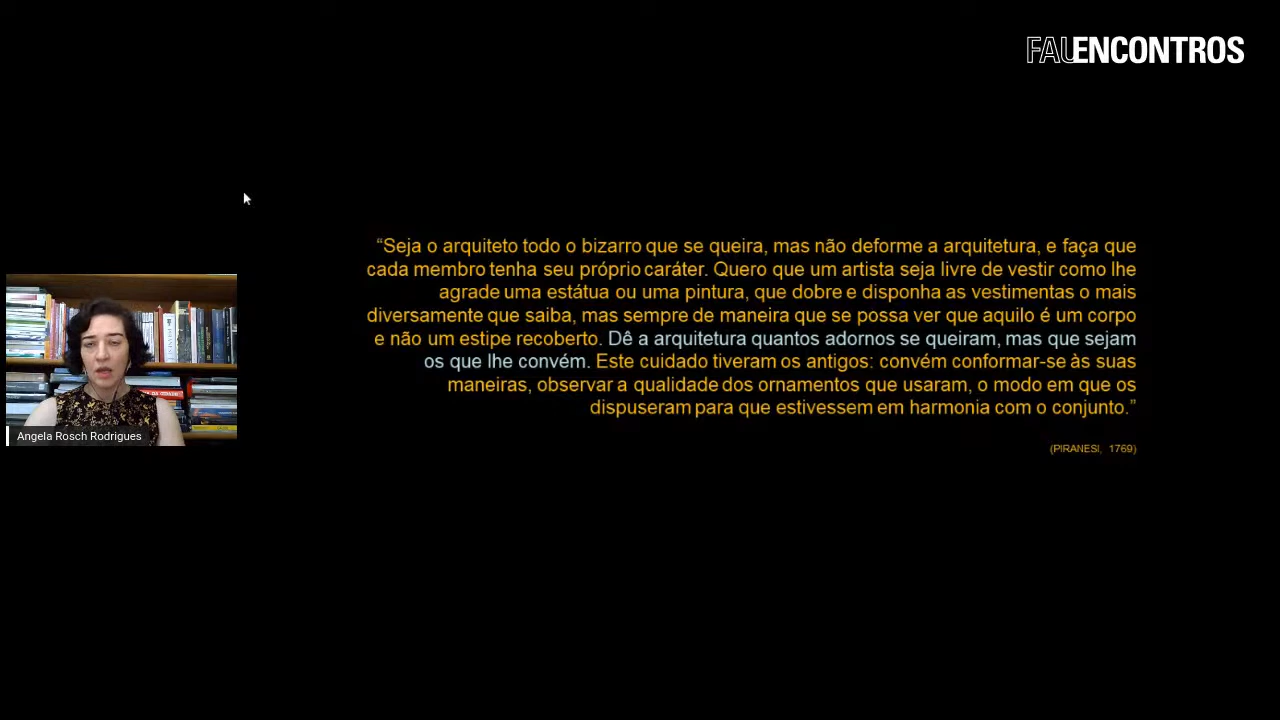 FAUENCONTROS
“Seja o arquiteto todo o bizarro que se queira, mas não deforme a arquitetura, e faça que
cada membro tenha seu próprio caráter. Quero que um artista seja livre de vestir como lhe
agrade uma estátua ou uma pintura, que dobre e disponha as vestimentas o mais
diversamente que saiba, mas sempre de maneira que se possa ver que aquilo é um corpo
e não um estipe recoberto. Dê a arquitetura quantos adornos se queiram, mas que sejam
os que lhe convém. Este cuidado tiveram os antigos: convém conformar-se às suas
maneiras, observar a qualidade dos ornamentos que usaram, o modo em que os
dispuseram para que estivessem em harmonia com o conjunto.”
(PIRANESI, 1769)
Angela Rosch Rodrigues